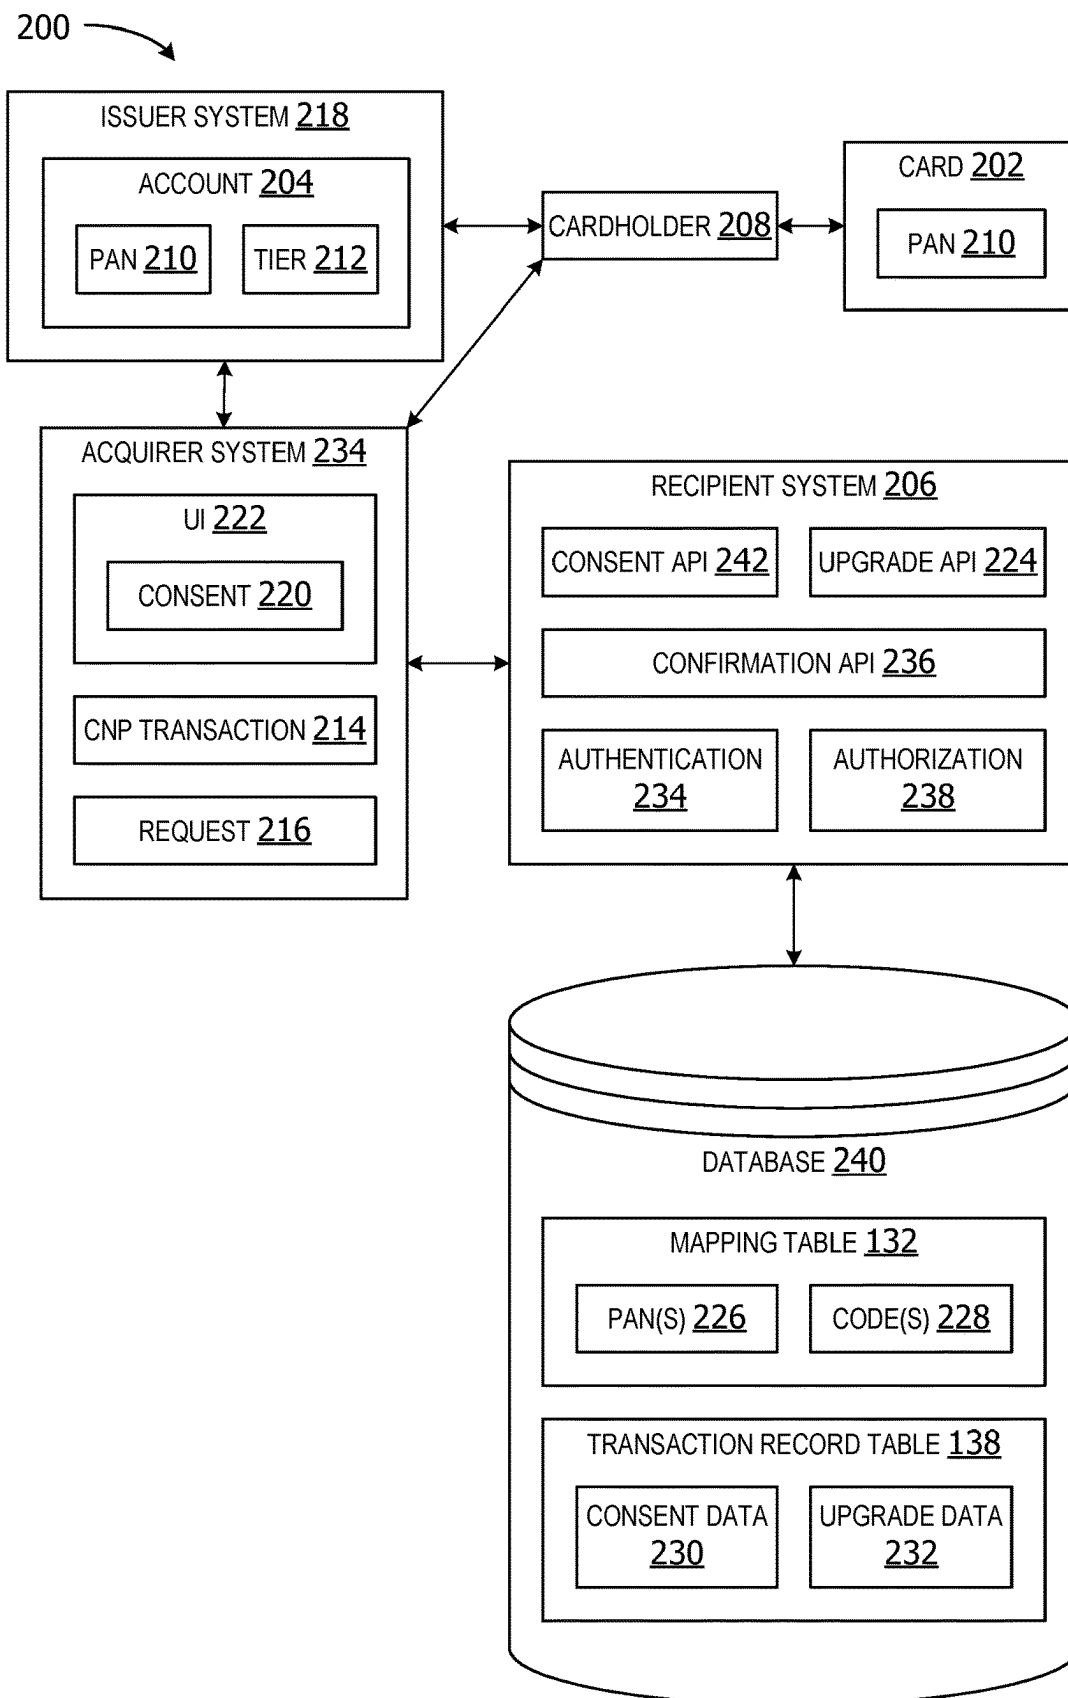 200
ISSUER SYSTEM 218
ACCOUNT 204
PAN 210
TIER 212
CARDHOLDER 208
CARD 202
PAN 210
ACQUIRER SYSTEM 234
UI 222
CONSENT 220
CNP TRANSACTION 214
REQUEST 216
RECIPIENT SYSTEM 206
CONSENT API 242
UPGRADE API 224
CONFIRMATION API 236
AUTHENTICATION
234
AUTHORIZATION
238
DATABASE 240
MAPPING TABLE 132
PAN(S) 226
CODE(S) 228
TRANSACTION RECORD TABLE 138
CONSENT DATA
230
UPGRADE DATA
232